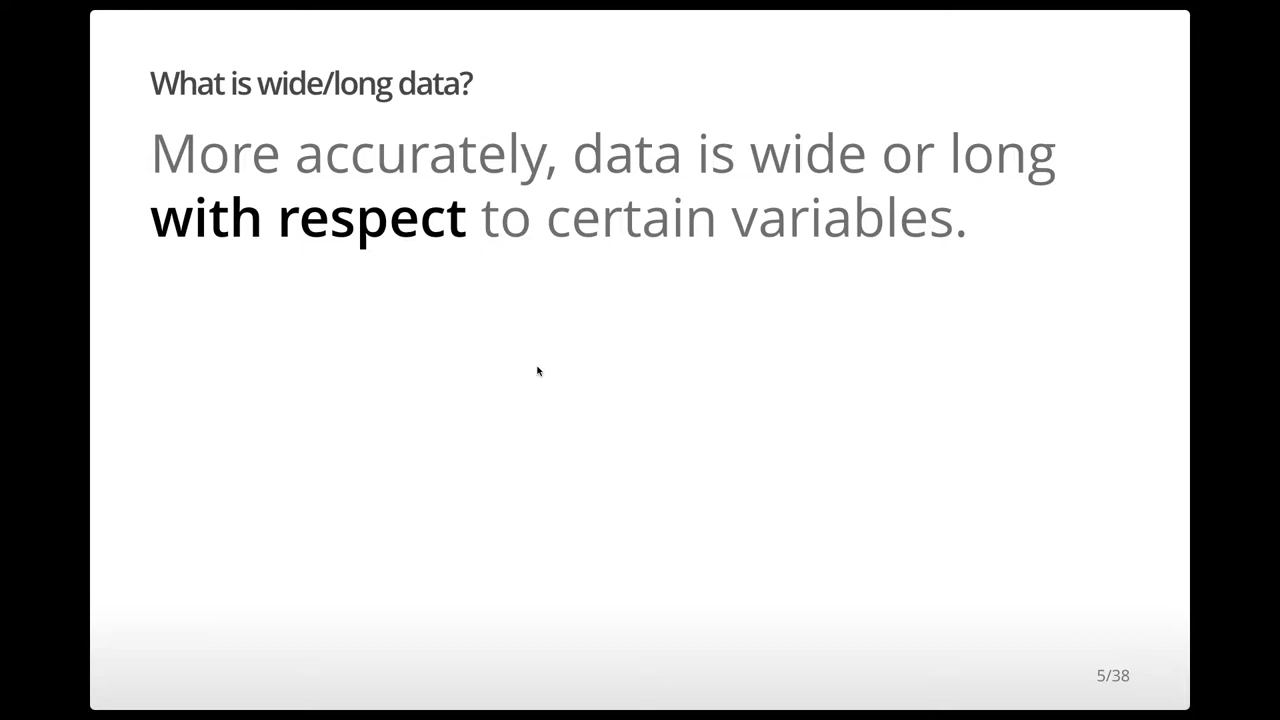 What is wide/long data?
More accurately, data is wide or long
with respect to certain variables.
5/38